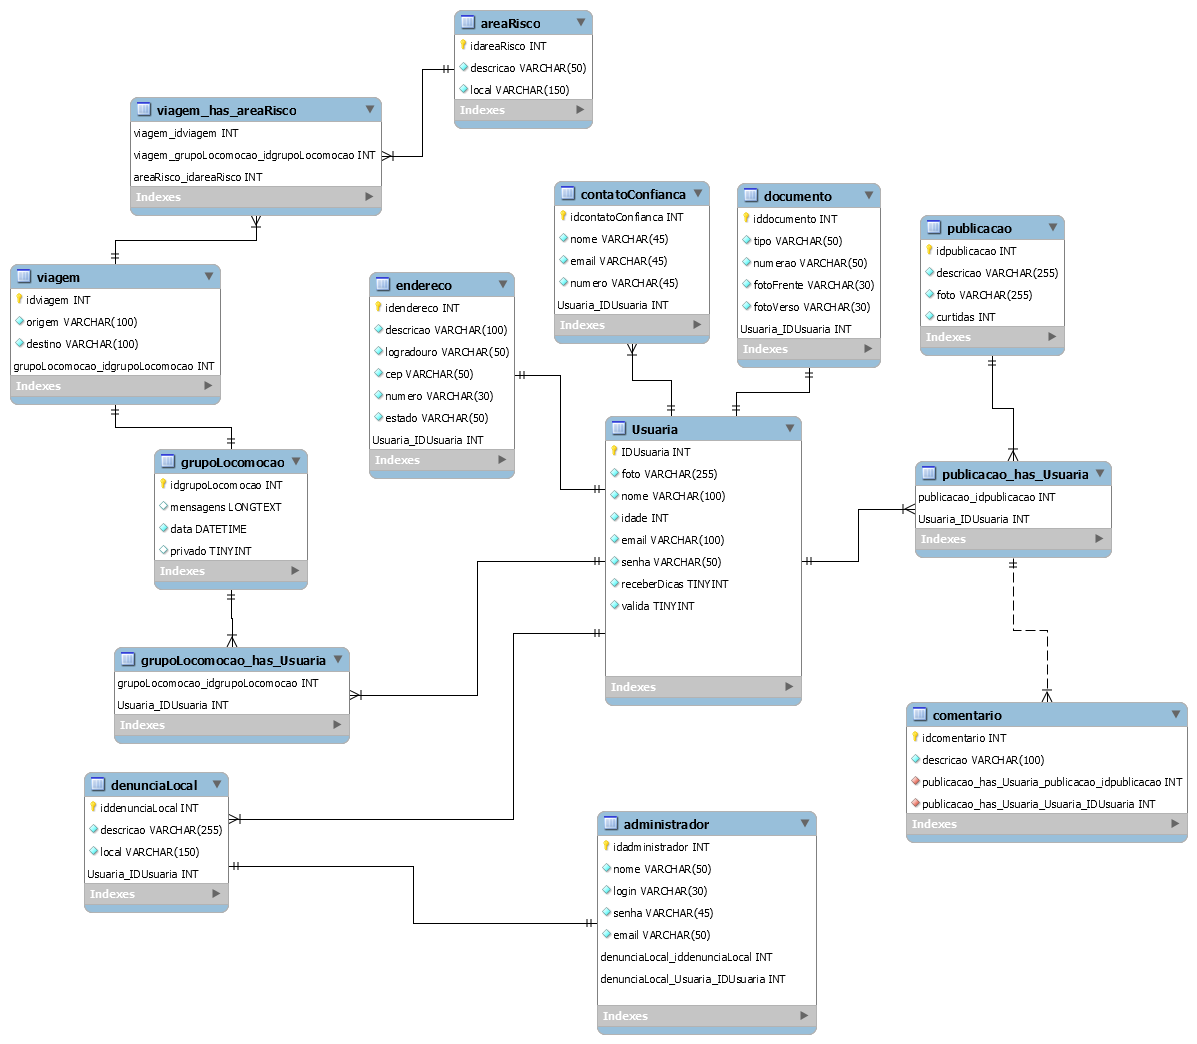 areaRisco
idareaRisco INT
descricao VARCHAR(50)
local VARCHAR(150)
Indexes
viagem_has_areaRisco
viagem_idviagem INT
viagem_grupoLocomocao_idgrupoLocomocao INT
areaRisco_idareaRisco INT
Indexes
viagem
idviagem INT
origem VARCHAR(100)
destino VARCHAR(100)
grupoLocomocao_idgrupoLocomocao INT
Indexes
endereco
idendereco INT
descricao VARCHAR(100)
logradouro VARCHAR(50)
cep VARCHAR(50)
numero VARCHAR(30)
estado VARCHAR(50)
Usuaria_IDUsuaria INT
Indexes
contatoConfianca
idcontatoConfianca INT
nome VARCHAR(45)
email VARCHAR(45)
numero VARCHAR(45)
Usuaria_IDUsuaria INT
Indexes
documento
iddocumento INT
tipo VARCHAR(50)
numerao VARCHAR(50)
fotoFrente VARCHAR(30)
fotoVerso VARCHAR(30)
Usuaria_IDUsuaria INT
Indexes
publicacao
idpublicacao INT
descricao VARCHAR(255)
foto VARCHAR(255)
curtidas INT
Indexes
grupoLocomocao
idgrupoLocomocao INT
mensagens LONGTEXT
data DATETIME
privado TINYINT
Indexes
Usuaria
IDUsuaria INT
foto VARCHAR(255)
nome VARCHAR(100)
idade INT
email VARCHAR(100)
senha VARCHAR(50)
receberDicas TINYINT
valida TINYINT
Indexes
publicacao_has_Usuaria
publicacao_idpublicacao INT
Usuaria_IDUsuaria INT
Indexes
grupoLocomocao_has_Usuaria
grupoLocomocao_idgrupoLocomocao INT
Usuaria_IDUsuaria INT
Indexes
comentario
idcomentario INT
descricao VARCHAR(100)
publicacao_has_Usuaria_publicacao_idpublicacao INT
publicacao_has_Usuaria_Usuaria_IDUsuaria INT
Indexes
denunciaLocal
iddenunciaLocal INT
descricao VARCHAR(255)
local VARCHAR(150)
Usuaria_IDUsuaria INT
Indexes
administrador
idadministrador INT
nome VARCHAR(50)
login VARCHAR(30)
senha VARCHAR(45)
email VARCHAR(50)
denunciaLocal_iddenunciaLocal INT
denunciaLocal_Usuaria_IDUsuaria INT
Indexes